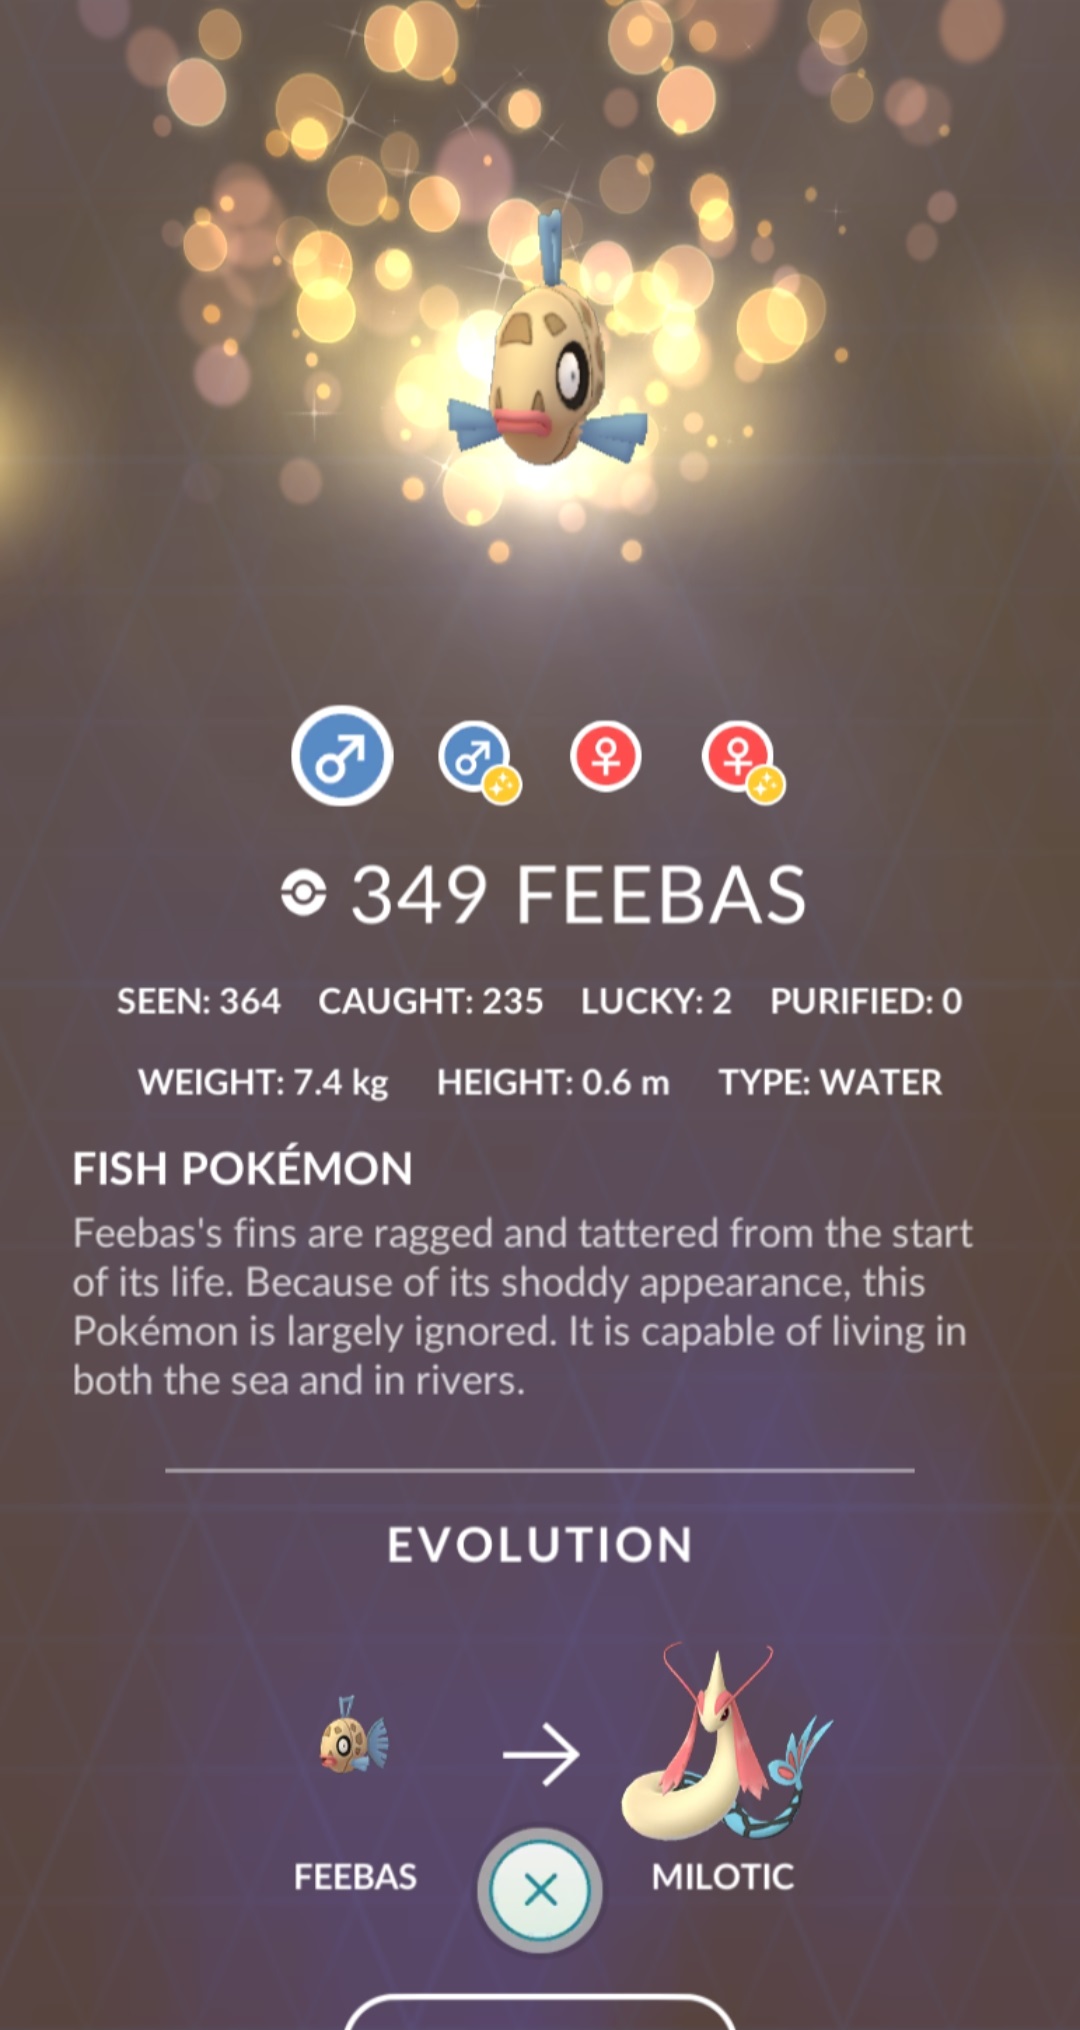 349 FEEBAS
SEEN: 364 CAUGHT: 235 LUCKY: 2 PURIFIED: 0
WEIGHT: 7.4 kg HEIGHT: 0.6 m TYPE: WATER
FISH POKÉMON
Feebas's fins are ragged and tattered from the start
of its life. Because of its shoddy appearance, this
Pokémon is largely ignored. It is capable of living in
both the sea and in rivers.
EVOLUTION
FEEBAS MILOTIC